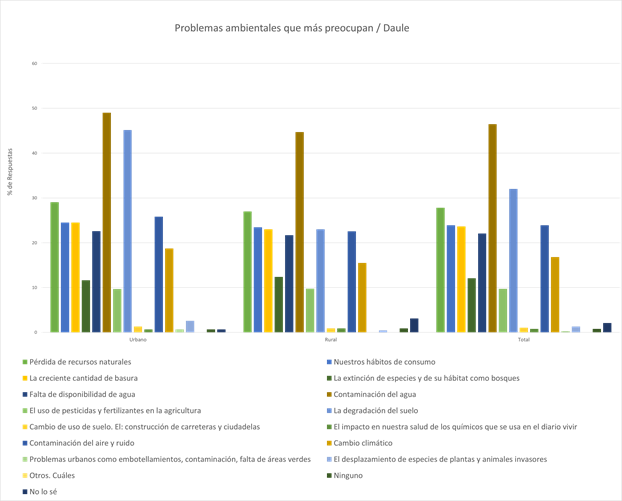 Problemas ambientales que más preocupan / Daule
60
50
40
30
20
10
0
% de Respuestas
Urbano Rural Total
Pérdida de recursos naturales Nuestros hábitos de consumo
La creciente cantidad de basura La extinción de especies y de su hábitat como bosques
Falta de disponibilidad de agua Contaminación del agua
El uso de pesticidas y fertilizantes en la agricultura La degradación del suelo
Cambio de uso de suelo. El: construcción de carreteras y ciudadelas El impacto en nuestra salud de los químicos que se usa en el diario vivir
Contaminación del aire y ruido Cambio climático
Problemas urbanos como embotellamientos, contaminación, falta de áreas verdes El desplazamiento de especies de plantas y animales invasores
Otros. Cuáles Ninguno
No lo sé